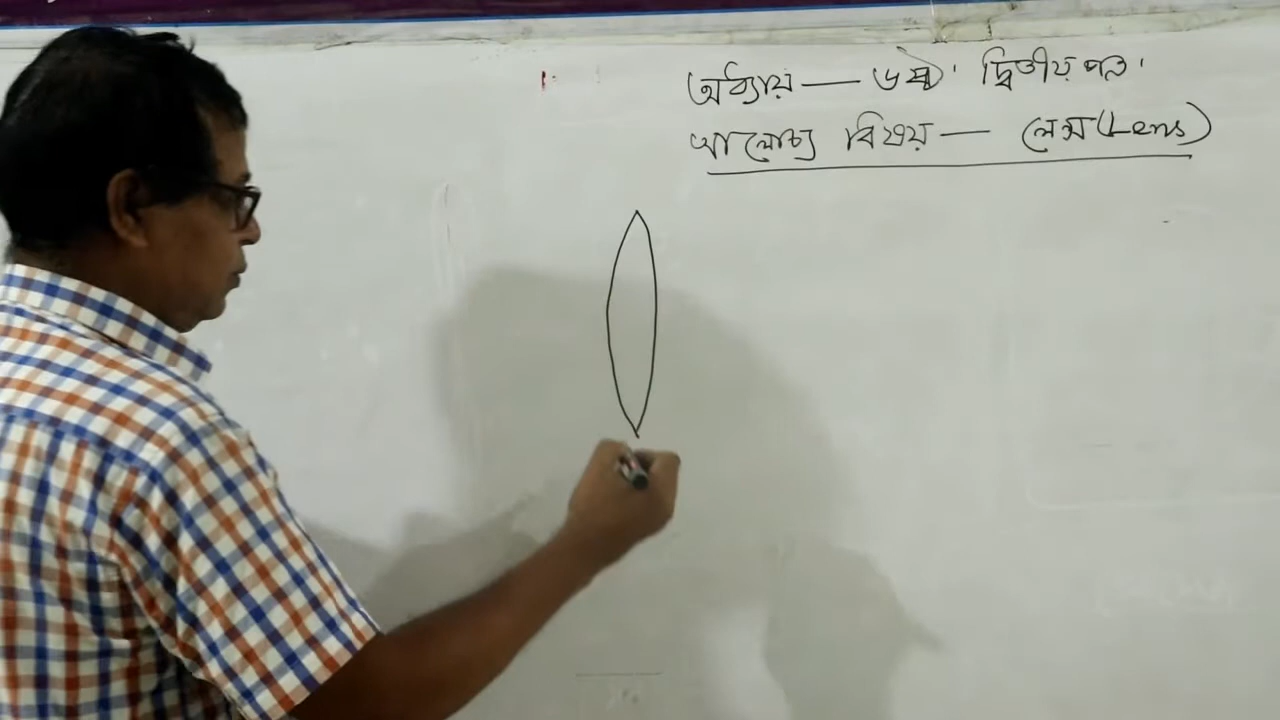 অধ্যায় — ৬ষ্ঠ' দ্বিতীয় পত্র'
আলোচ্য বিষয় — লেন্স (Lens)